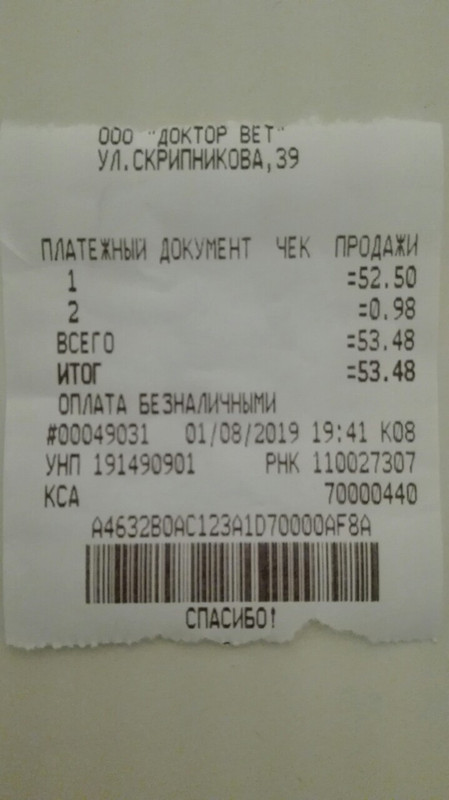 ООО "ДОКТОР ВЕТ"
УЛ.СКРИПНИКОВА,39
ПЛАТЕЖНЫЙ ДОКУМЕНТ ЧЕК ПРОДАЖИ
1 =52.50
2 =0.98
ВСЕГО =53.48
ИТОГ =53.48
ОПЛАТА БЕЗНАЛИЧНЫМИ
#00049031 01/08/2019 19:41 К08
УНП 191490901 РНК 110027307
КСА 70000440
A4632B0AC123A1D70000AF8A
СПАСИБО!